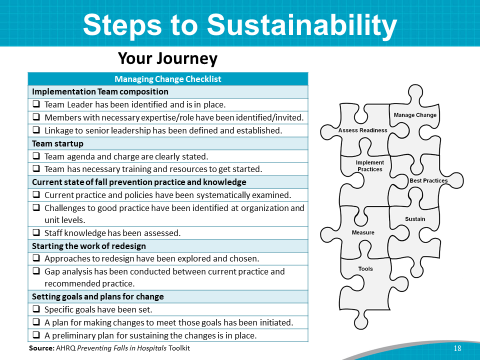 Steps to Sustainability
Your Journey
Managing Change Checklist
Implementation Team composition
❑ Team Leader has been identified and is in place.
❑ Members with necessary expertise/role have been identified/invited.
❑ Linkage to senior leadership has been defined and established.
Team startup
❑ Team agenda and charge are clearly stated.
❑ Team has necessary training and resources to get started.
Current state of fall prevention practice and knowledge
❑ Current practice and policies have been systematically examined.
❑ Challenges to good practice have been identified at organization and
unit levels.
❑ Staff knowledge has been assessed.
Starting the work of redesign
❑ Approaches to redesign have been explored and chosen.
❑ Gap analysis has been conducted between current practice and
recommended practice.
Setting goals and plans for change
❑ Specific goals have been set.
❑ A plan for making changes to meet those goals has been initiated.
❑ A preliminary plan for sustaining the changes is in place.
Source: AHRQ Preventing Falls in Hospitals Toolkit
Manage Change
Assess Readiness
Implement
Practices
Best Practices
Sustain
Measure
Tools
18